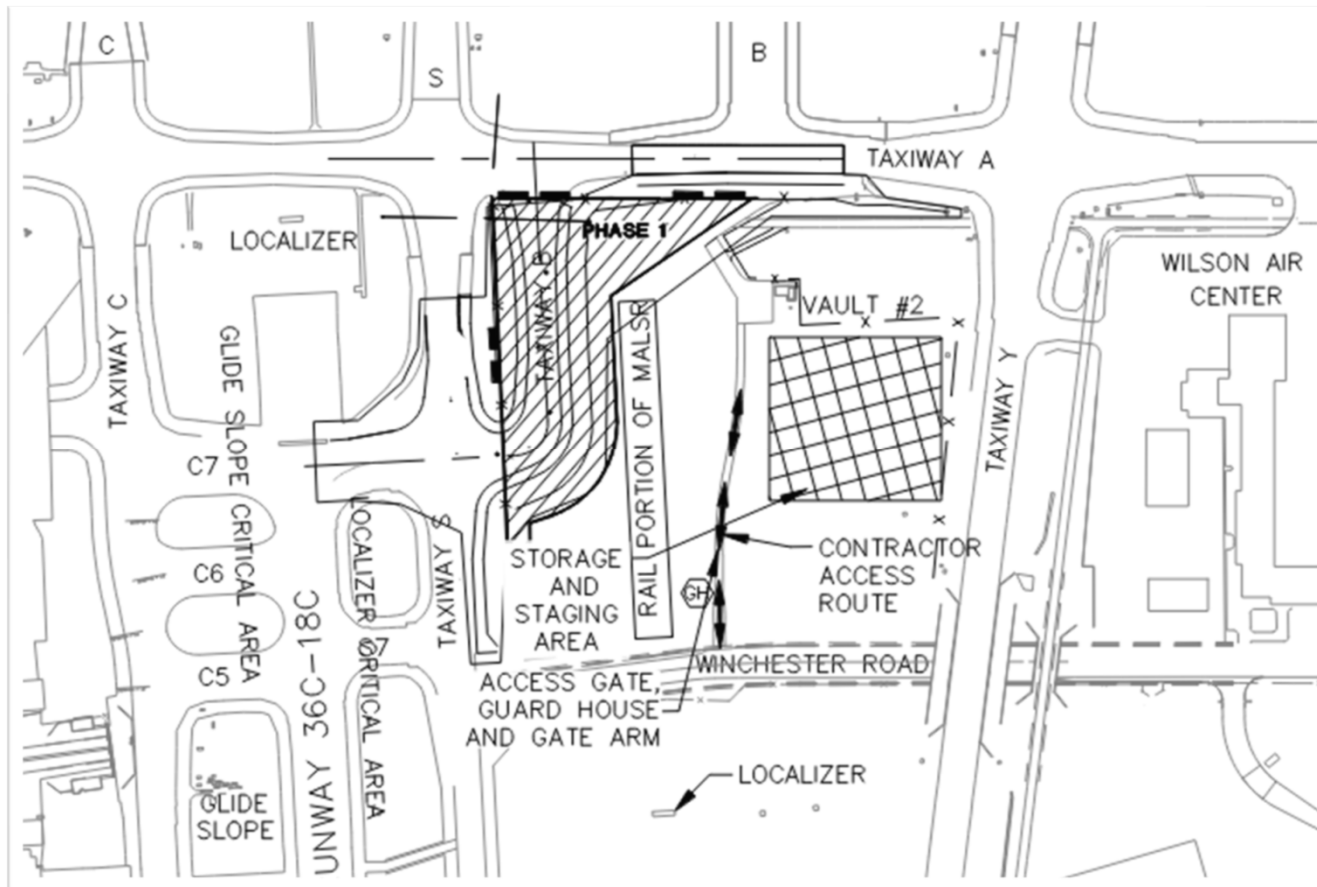 C
S
B
TAXIWAY A
LOCALIZER
PHASE 1
TAXIWAY B
WILSON AIR
CENTER
VAULT #2
TAXIWAY C
GLIDE SLOPE CRITICAL AREA
RAIL PORTION OF MALSR
TAXIWAY Y
C7
LOCALIZER CRITICAL AREA
TAXIWAY S
STORAGE
AND
STAGING
AREA
CONTRACTOR
ACCESS
ROUTE
C6
GH
S7
C5
UNWAY 36C-18C
WINCHESTER ROAD
ACCESS GATE,
GUARD HOUSE
AND GATE ARM
LOCALIZER
GLIDE
SLOPE